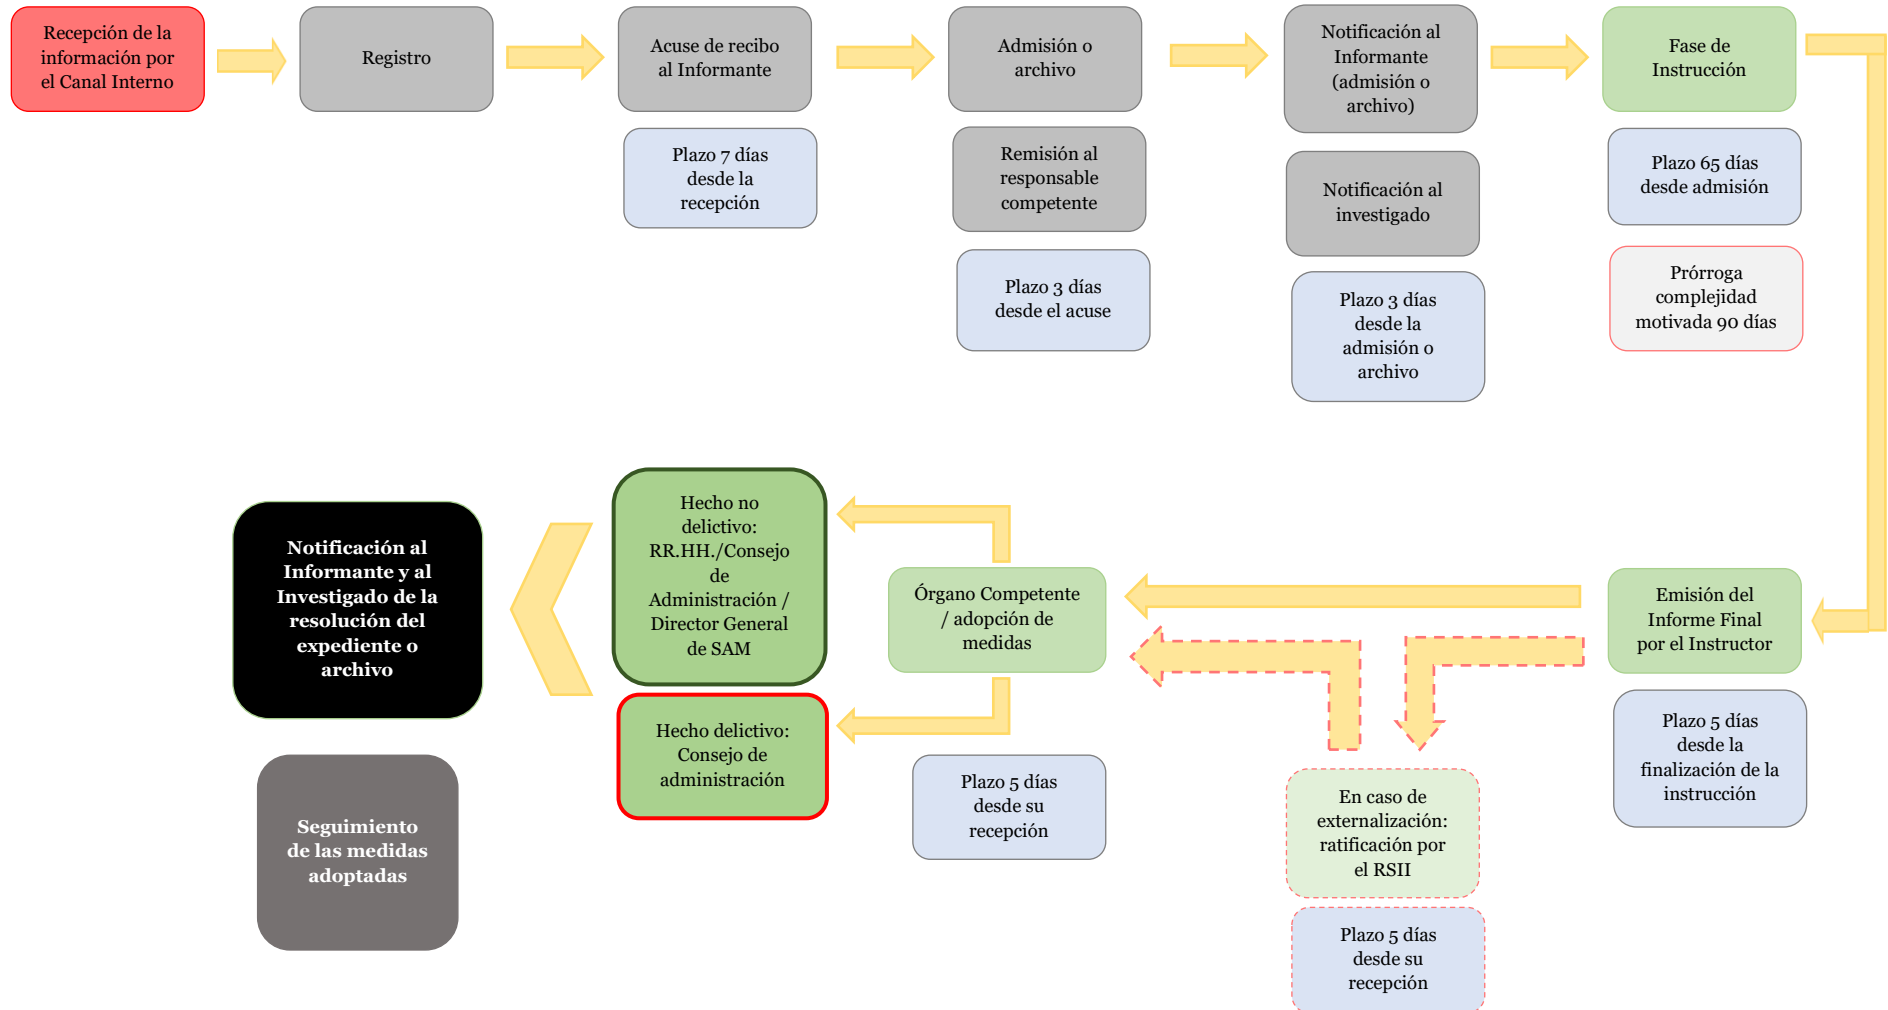 Recepción de la
información por
el Canal Interno
Registro
Acuse de recibo
al Informante
Plazo 7 días
desde la
recepción
Admisión o
archivo
Remisión al
responsable
competente
Plazo 3 días
desde el acuse
Notificación al
Informante
(admisión o
archivo)
Notificación al
investigado
Plazo 3 días
desde la
admisión o
archivo
Fase de
Instrucción
Plazo 65 días
desde admisión
Prórroga
complejidad
motivada 90 días
Emisión del
Informe Final
por el Instructor
Plazo 5 días
desde la
finalización de la
instrucción
En caso de
externalización:
ratificación por
el RSII
Plazo 5 días
desde su
recepción
Órgano Competente
/ adopción de
medidas
Plazo 5 días
desde su
recepción
Hecho no
delictivo:
RR.HH./Consejo
de
Administración /
Director General
de SAM
Hecho delictivo:
Consejo de
administración
Notificación al
Informante y al
Investigado de la
resolución del
expediente o
archivo
Seguimiento
de las medidas
adoptadas